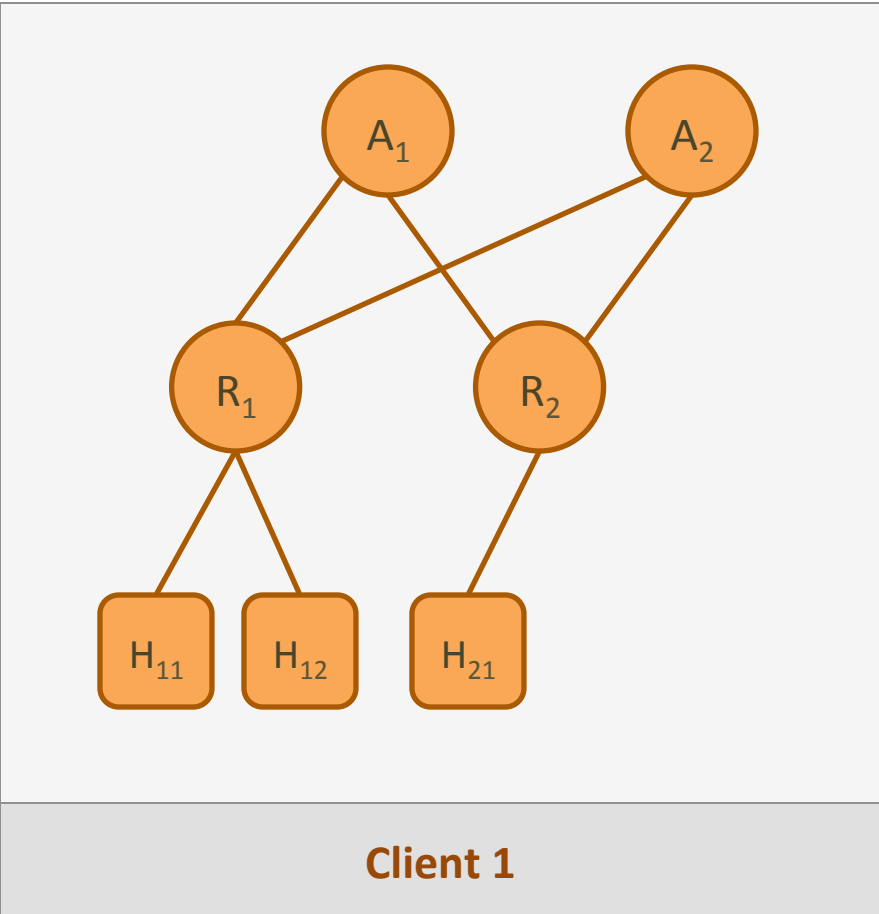 A₁
A₂
R₁
R₂
H₁₁
H₁₂
H₂₁
Client 1